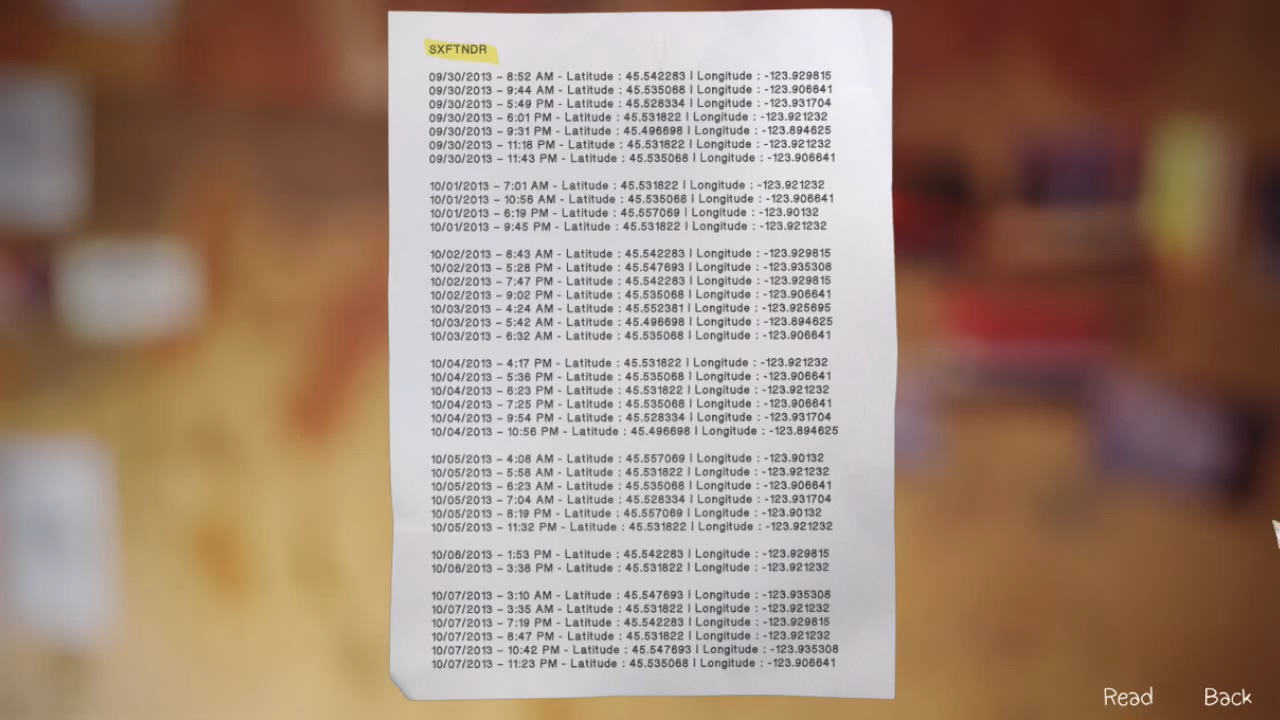 SXFTNDR
09/30/2013 – 8:52 AM - Latitude : 45.542283 | Longitude : -123.929815
09/30/2013 – 9:44 AM - Latitude : 45.535068 | Longitude : -123.906641
09/30/2013 – 5:49 PM - Latitude : 45.528334 | Longitude : -123.931704
09/30/2013 – 6:01 PM - Latitude : 45.531822 | Longitude : -123.921232
09/30/2013 – 9:31 PM - Latitude : 45.496698 | Longitude : -123.894625
09/30/2013 – 11:18 PM - Latitude : 45.531822 | Longitude : -123.921232
09/30/2013 – 11:43 PM - Latitude : 45.535068 | Longitude : -123.906641
10/01/2013 – 7:01 AM - Latitude : 45.531822 | Longitude : -123.921232
10/01/2013 – 10:56 AM - Latitude : 45.535068 | Longitude : -123.906641
10/01/2013 – 6:19 PM - Latitude : 45.557069 | Longitude : -123.90132
10/01/2013 – 9:45 PM - Latitude : 45.531822 | Longitude : -123.921232
10/02/2013 – 8:43 AM - Latitude : 45.542283 | Longitude : -123.929815
10/02/2013 – 5:28 PM - Latitude : 45.547693 | Longitude : -123.935308
10/02/2013 – 7:47 PM - Latitude : 45.542283 | Longitude : -123.929815
10/02/2013 – 9:02 PM - Latitude : 45.535068 | Longitude : -123.906641
10/03/2013 – 4:24 AM - Latitude : 45.552381 | Longitude : -123.925695
10/03/2013 – 5:42 AM - Latitude : 45.496698 | Longitude : -123.894625
10/03/2013 – 6:32 AM - Latitude : 45.535068 | Longitude : -123.906641
10/04/2013 – 4:17 PM - Latitude : 45.531822 | Longitude : -123.921232
10/04/2013 – 5:36 PM - Latitude : 45.535068 | Longitude : -123.906641
10/04/2013 – 6:23 PM - Latitude : 45.531822 | Longitude : -123.921232
10/04/2013 – 7:25 PM - Latitude : 45.535068 | Longitude : -123.906641
10/04/2013 – 9:54 PM - Latitude : 45.528334 | Longitude : -123.931704
10/04/2013 – 10:56 PM - Latitude : 45.496698 | Longitude : -123.894625
10/05/2013 – 4:08 AM - Latitude : 45.557069 | Longitude : -123.90132
10/05/2013 – 5:58 AM - Latitude : 45.531822 | Longitude : -123.921232
10/05/2013 – 6:23 AM - Latitude : 45.535068 | Longitude : -123.906641
10/05/2013 – 7:04 AM - Latitude : 45.528334 | Longitude : -123.931704
10/05/2013 – 8:19 PM - Latitude : 45.557069 | Longitude : -123.90132
10/05/2013 – 11:32 PM - Latitude : 45.531822 | Longitude : -123.921232
10/06/2013 – 1:53 PM - Latitude : 45.542283 | Longitude : -123.929815
10/06/2013 – 3:38 PM - Latitude : 45.531822 | Longitude : -123.921232
10/07/2013 – 3:10 AM - Latitude : 45.547693 | Longitude : -123.935308
10/07/2013 – 3:35 AM - Latitude : 45.531822 | Longitude : -123.921232
10/07/2013 – 7:19 PM - Latitude : 45.542283 | Longitude : -123.929815
10/07/2013 – 8:47 PM - Latitude : 45.531822 | Longitude : -123.921232
10/07/2013 – 10:42 PM - Latitude : 45.547693 | Longitude : -123.935308
10/07/2013 – 11:23 PM - Latitude : 45.535068 | Longitude : -123.906641
Read Back